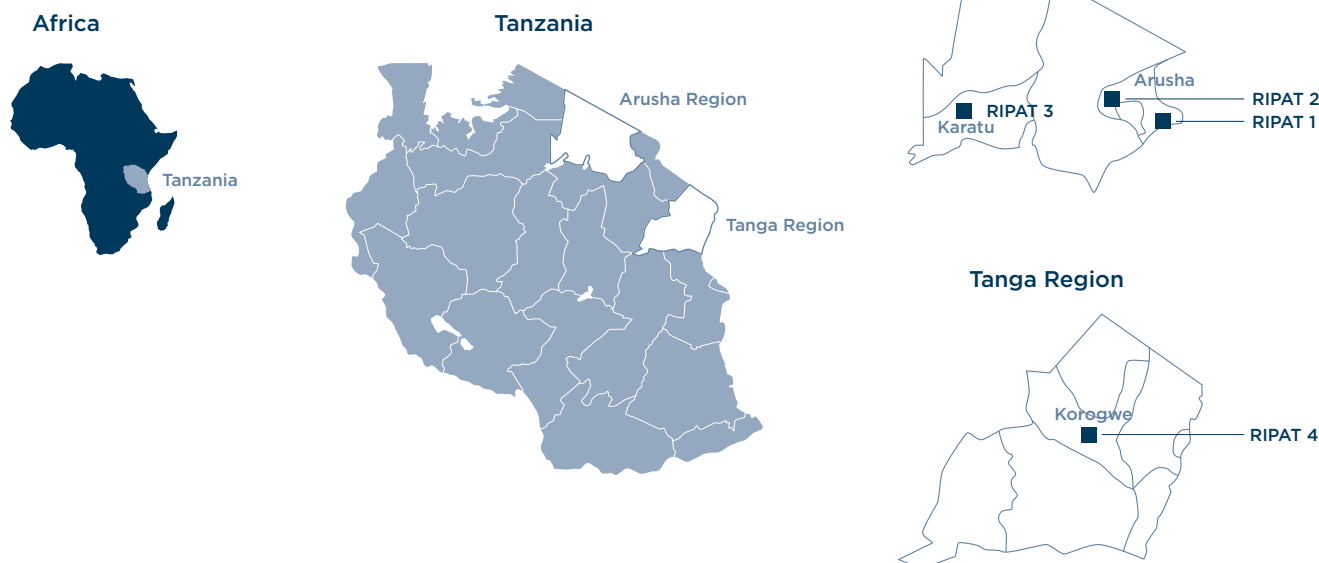 Africa
Tanzania
Tanzania
Arusha Region
Tanga Region
Arusha
RIPAT 2
RIPAT 1
RIPAT 3
Karatu
Tanga Region
Korogwe
RIPAT 4